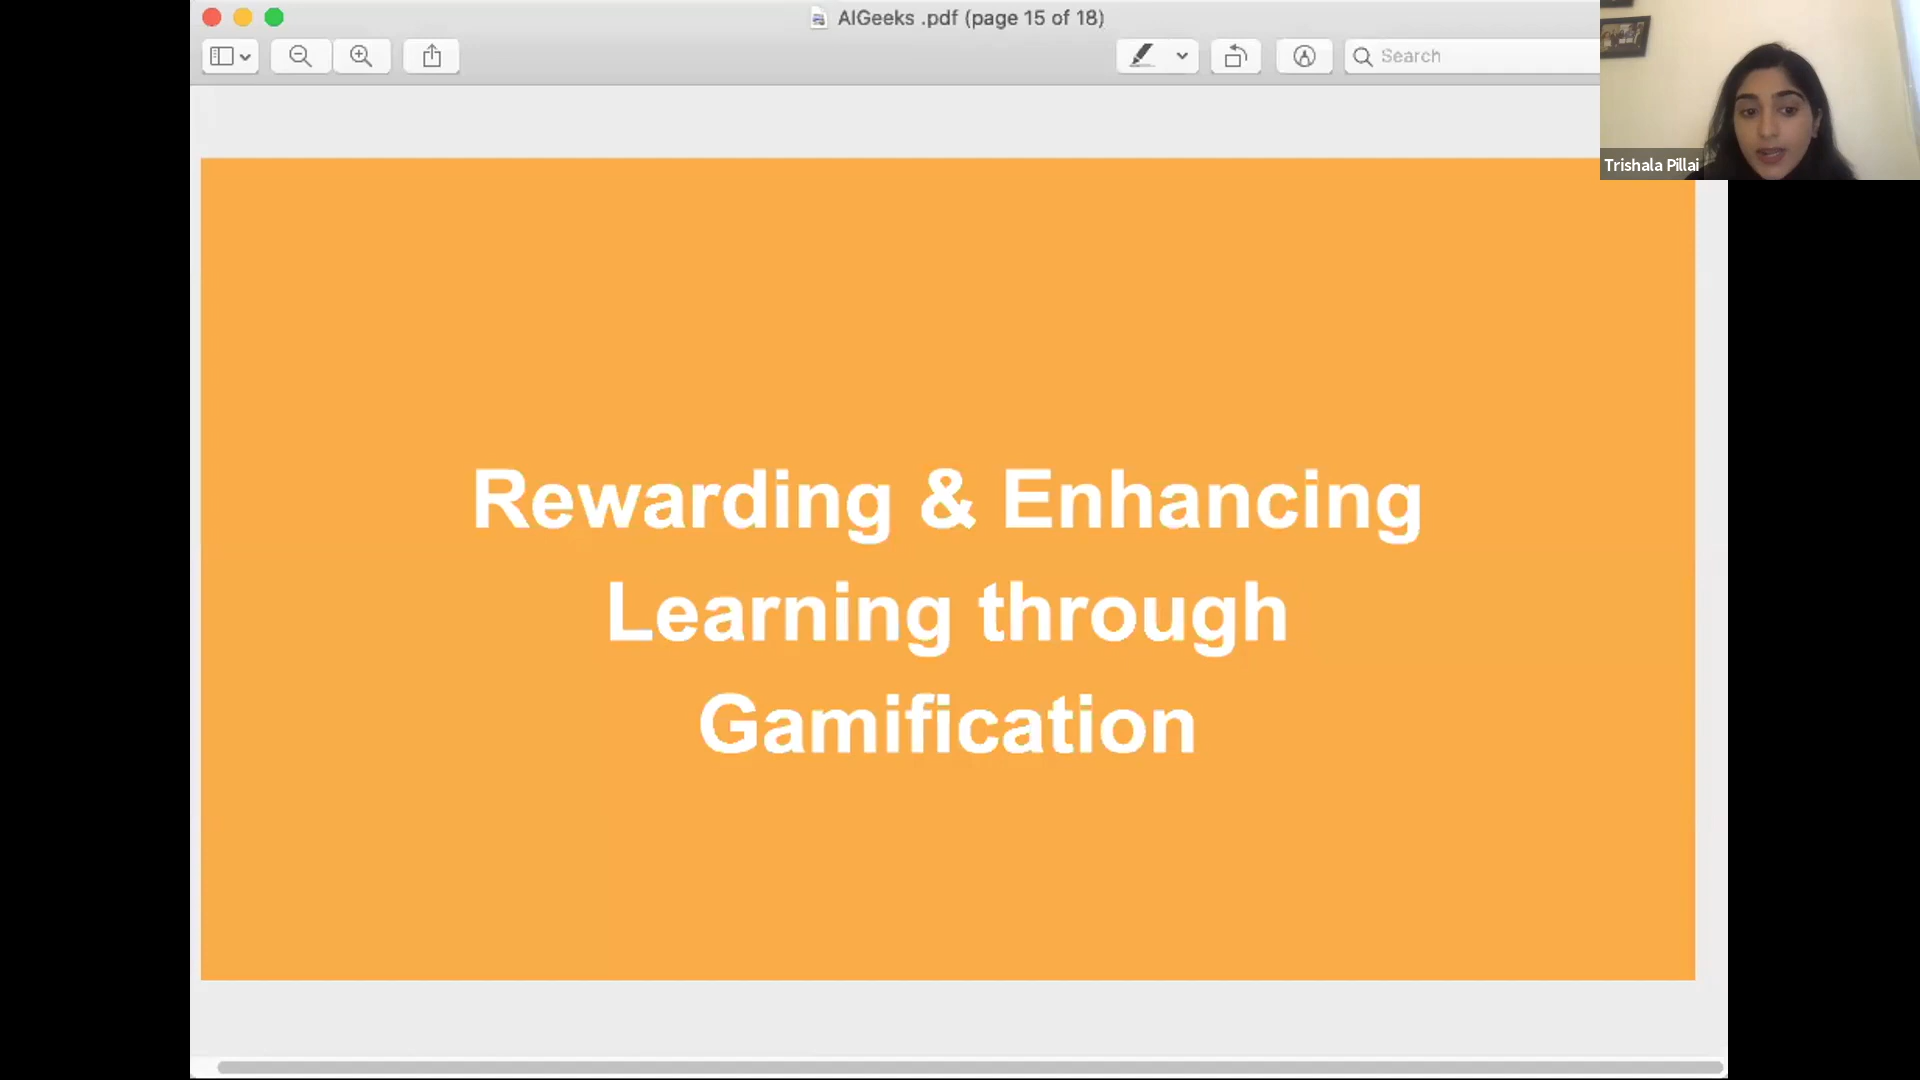 AIGeeks .pdf (page 15 of 18)
Search
Trishala Pillai
Rewarding & Enhancing
Learning through
Gamification